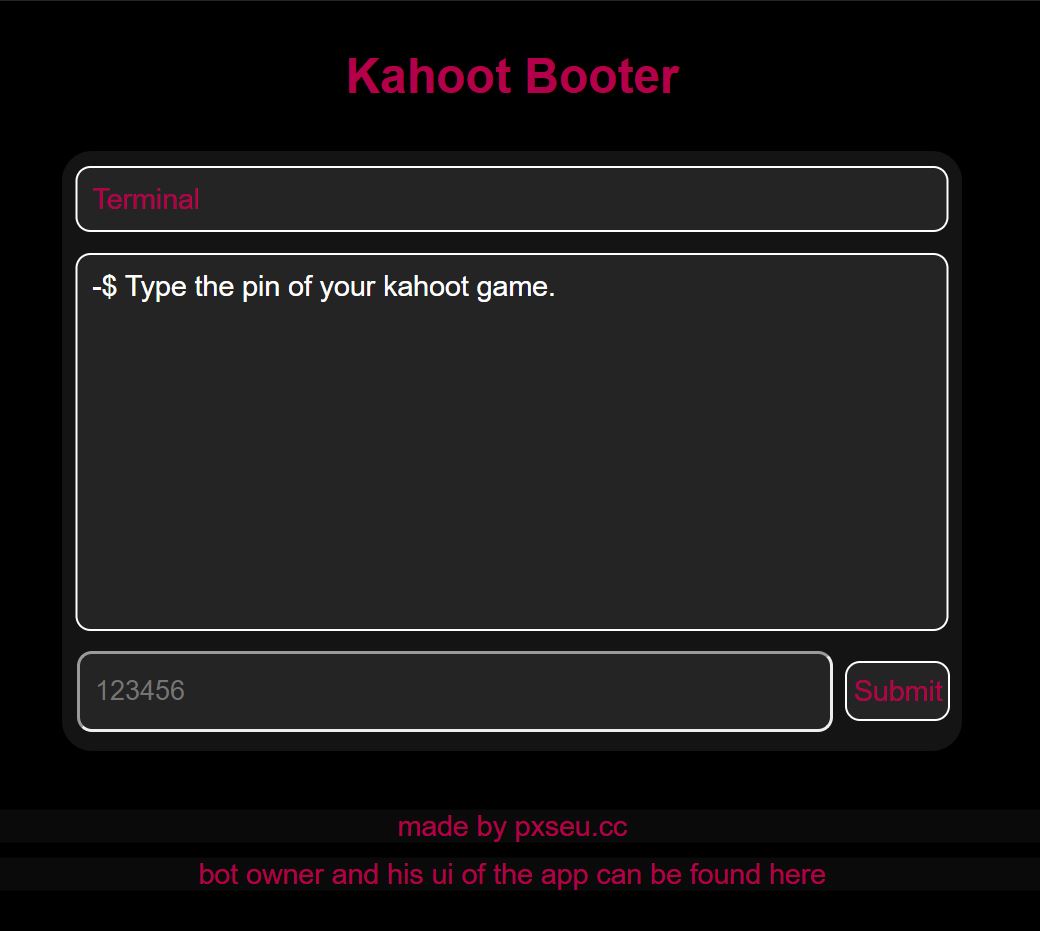 Kahoot Booter
Terminal
-$ Type the pin of your kahoot game.
123456
Submit
made by pxseu.cc
bot owner and his ui of the app can be found here